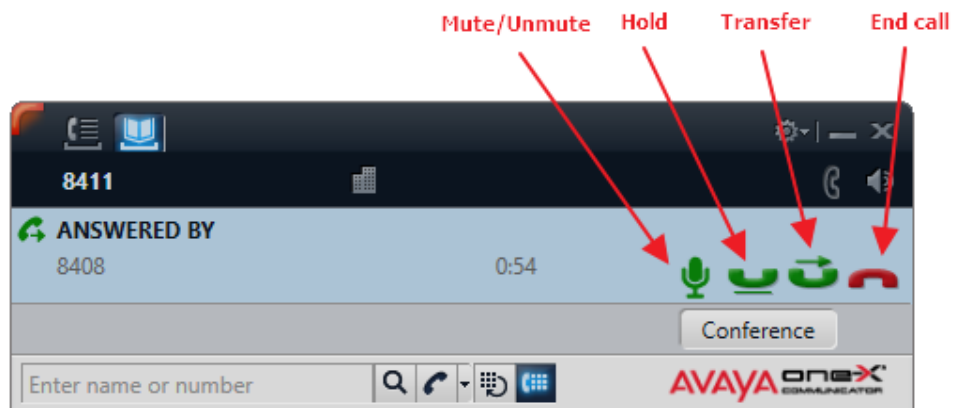 Mute/Unmute Hold Transfer End call
8411
ANSWERED BY
8408 0:54
Conference
Enter name or number AVAYA one-X®
COMMUNICATOR